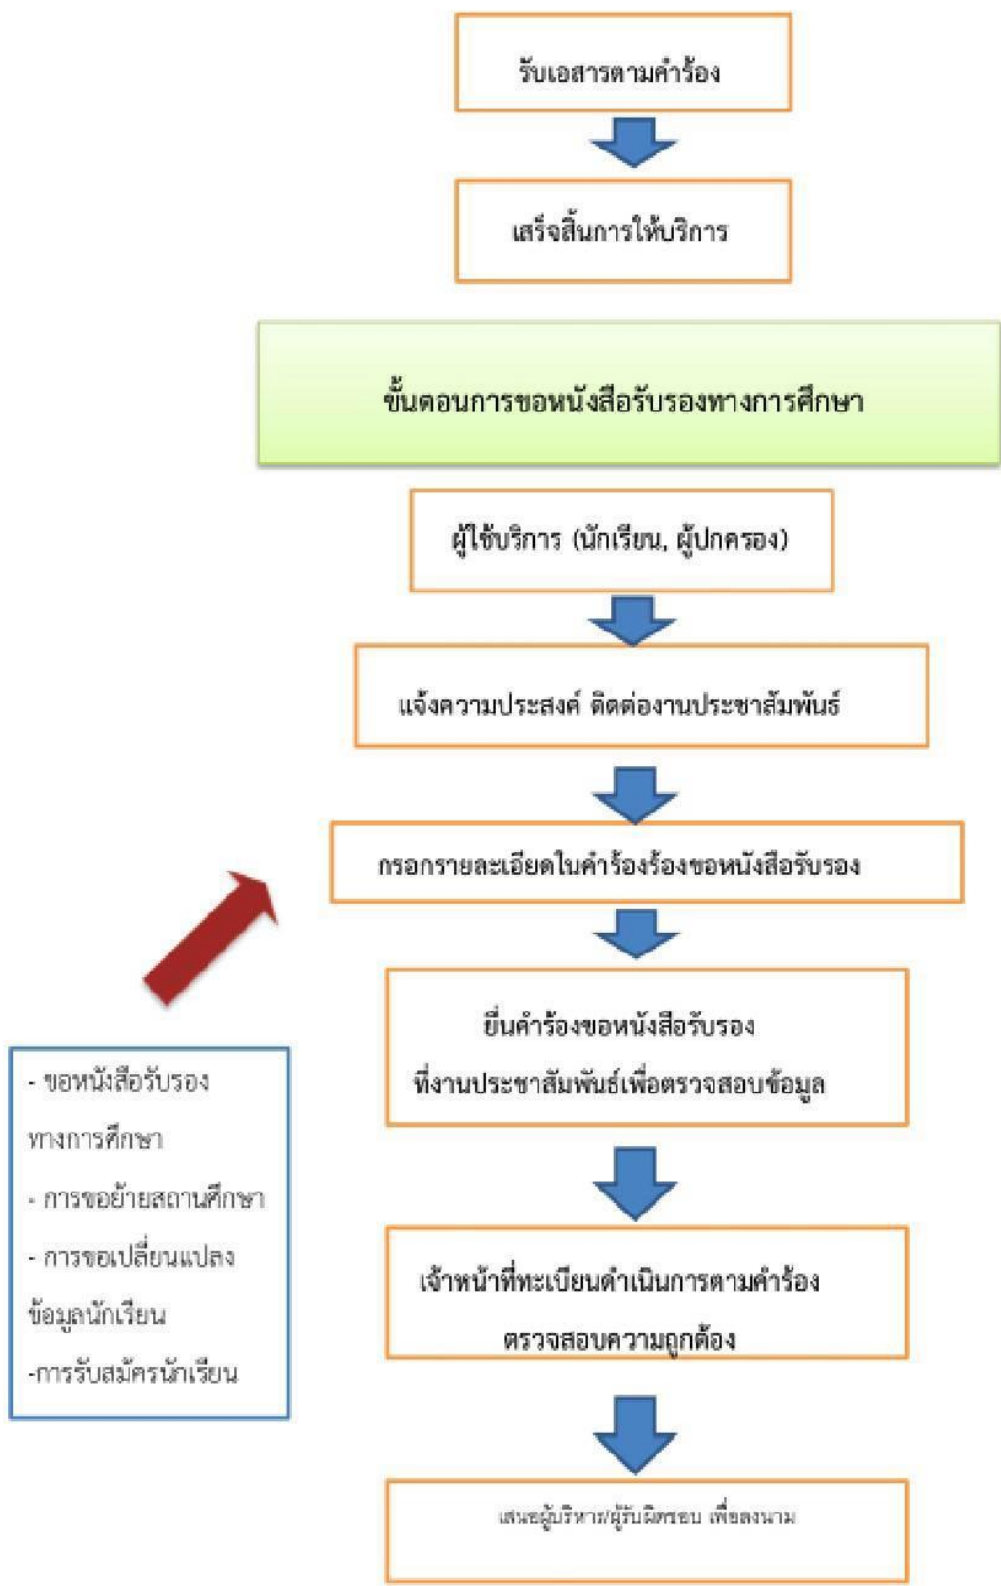 รับเอสารตามคำร้อง
เสร็จสิ้นการให้บริการ
ขั้นตอนการขอหนังสือรับรองทางการศึกษา
ผู้ใช้บริการ (นักเรียน, ผู้ปกครอง)
แจ้งความประสงค์ ติดต่องานประชาสัมพันธ์
กรอกรายละเอียดในคำร้องร้องขอหนังสือรับรอง
ยื่นคำร้องขอหนังสือรับรอง
ที่งานประชาสัมพันธ์เพื่อตรวจสอบข้อมูล
- ขอหนังสือรับรอง
ทางการศึกษา
- การขอย้ายสถานศึกษา
- การขอเปลี่ยนแปลง
ข้อมูลนักเรียน
-การรับสมัครนักเรียน
เจ้าหน้าที่ทะเบียนดำเนินการตามคำร้อง
ตรวจสอบความถูกต้อง
เสนอผู้บริหาร/ผู้รับผิดชอบ เพื่อลงนาม